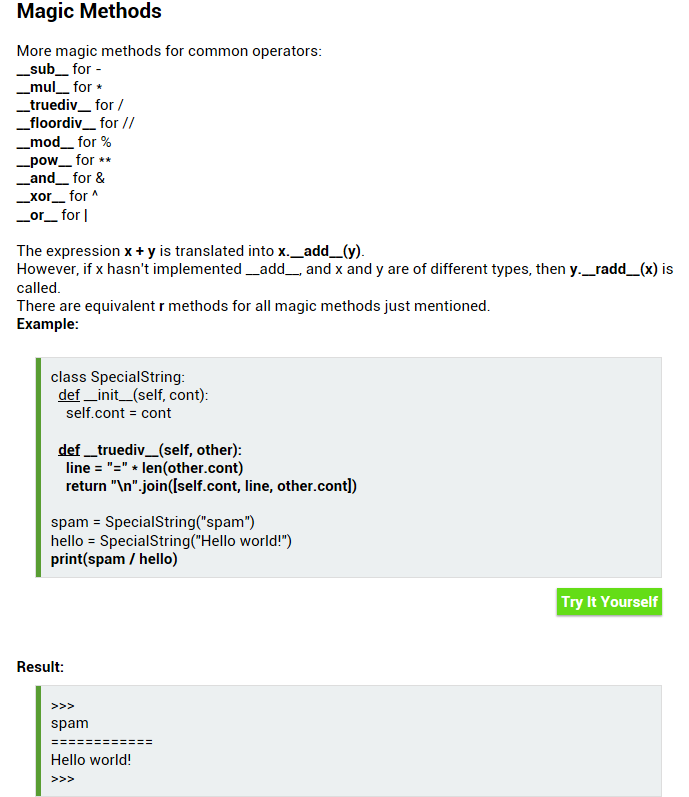 Magic Methods
More magic methods for common operators:
__sub__ for -
__mul__ for *
__truediv__ for /
__floordiv__ for //
__mod__ for %
__pow__ for **
__and__ for &
__xor__ for ^
__or__ for |
The expression x + y is translated into x.__add__(y).
However, if x hasn't implemented __add__, and x and y are of different types, then y.__radd__(x) is
called.
There are equivalent r methods for all magic methods just mentioned.
Example:
class SpecialString:
  def __init__(self, cont):
    self.cont = cont
  def __truediv__(self, other):
    line = "=" * len(other.cont)
    return "\n".join([self.cont, line, other.cont])
spam = SpecialString("spam")
hello = SpecialString("Hello world!")
print(spam / hello)
Try It Yourself
Result:
>>>
spam
============
Hello world!
>>>